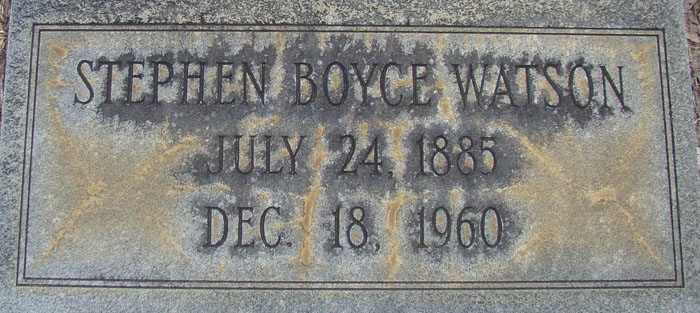 STEPHEN BOYCE WATSON
JULY 24, 1885
DEC. 18, 1960